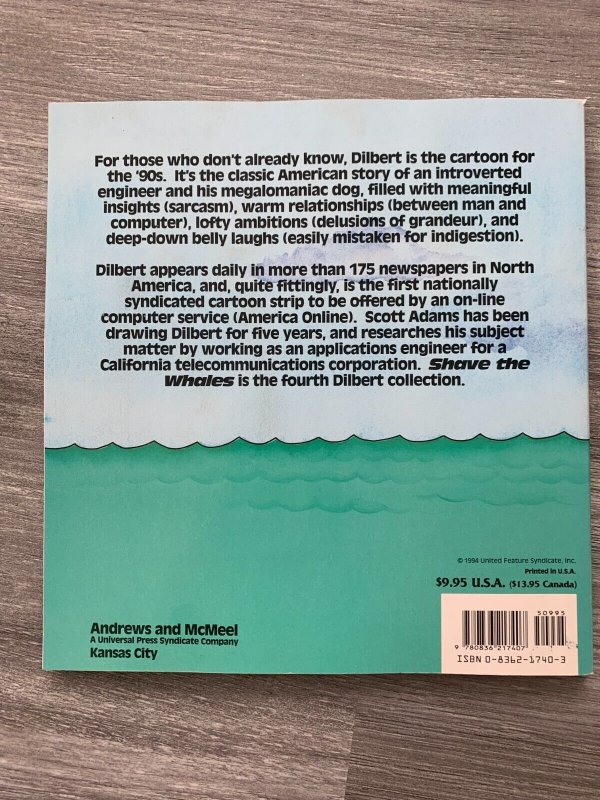 For those who don't already know, Dilbert is the cartoon for
the '90s. It's the classic American story of an introverted
engineer and his megalomaniac dog, filled with meaningful
insights (sarcasm), warm relationships (between man and
computer), lofty ambitions (delusions of grandeur), and
deep-down belly laughs (easily mistaken for indigestion).
Dilbert appears daily in more than 175 newspapers in North
America, and, quite fittingly, is the first nationally
syndicated cartoon strip to be offered by an on-line
computer service (America Online). Scott Adams has been
drawing Dilbert for five years, and researches his subject
matter by working as an applications engineer for a
California telecommunications corporation. Shave the
Whales is the fourth Dilbert collection.
© 1994 United Feature Syndicate, Inc.
Printed in U.S.A.
$9.95 U.S.A. ($13.95 Canada)
Andrews and McMeel
A Universal Press Syndicate Company
Kansas City
50995
9 780836 217407
ISBN 0-8362-1740-3